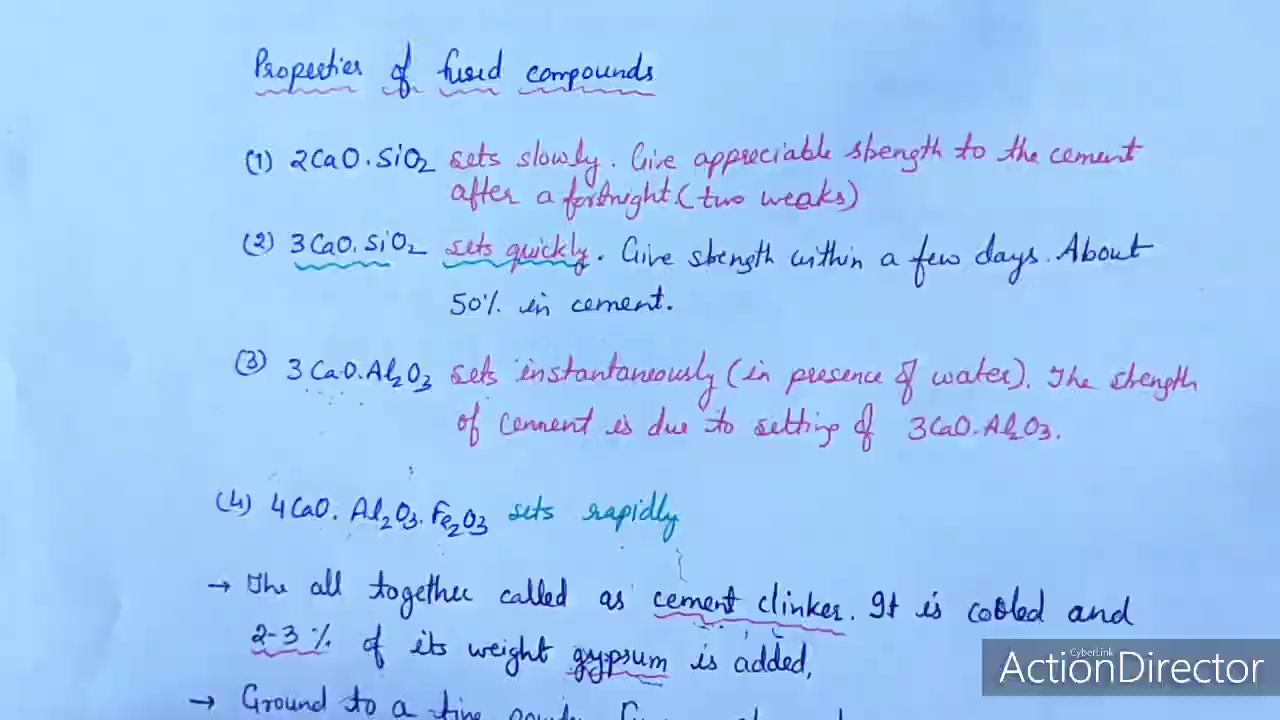 Properties of fused compounds
(1) 2CaO.SiO2 sets slowly. Give appreciable strength to the cement
after a fortnight.(two weaks)
(2) 3CaO.SiO2 sets quickly. Give strength within a few days. About
50% in cement.
(3) 3CaO.Al2O3 sets instantaneously (in presence of water). The strength
of cement is due to setting of 3CaO.Al2O3.
(4) 4CaO.Al2O3.Fe2O3 sets rapidly
→ The all together called as cement clinker. It is cooled and
2-3% of its weight gypsum is added.
→ Ground to a fine
CyberLink
ActionDirector